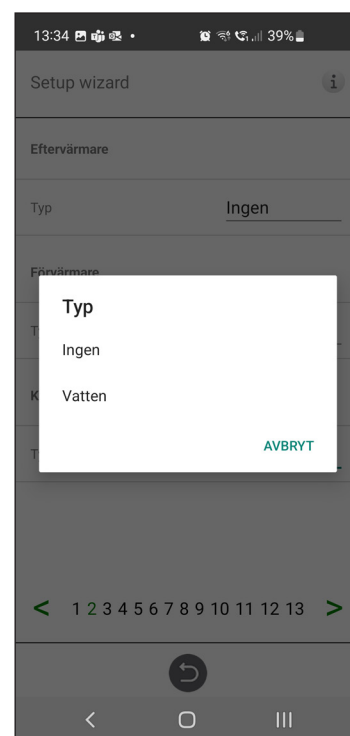 13:34 39%
Setup wizard i
Eftervärmare
Typ Ingen
Förvärmare
T
Typ
Ingen
K
Vatten
T
AVBRYT
< 1 2 3 4 5 6 7 8 9 10 11 12 13 >